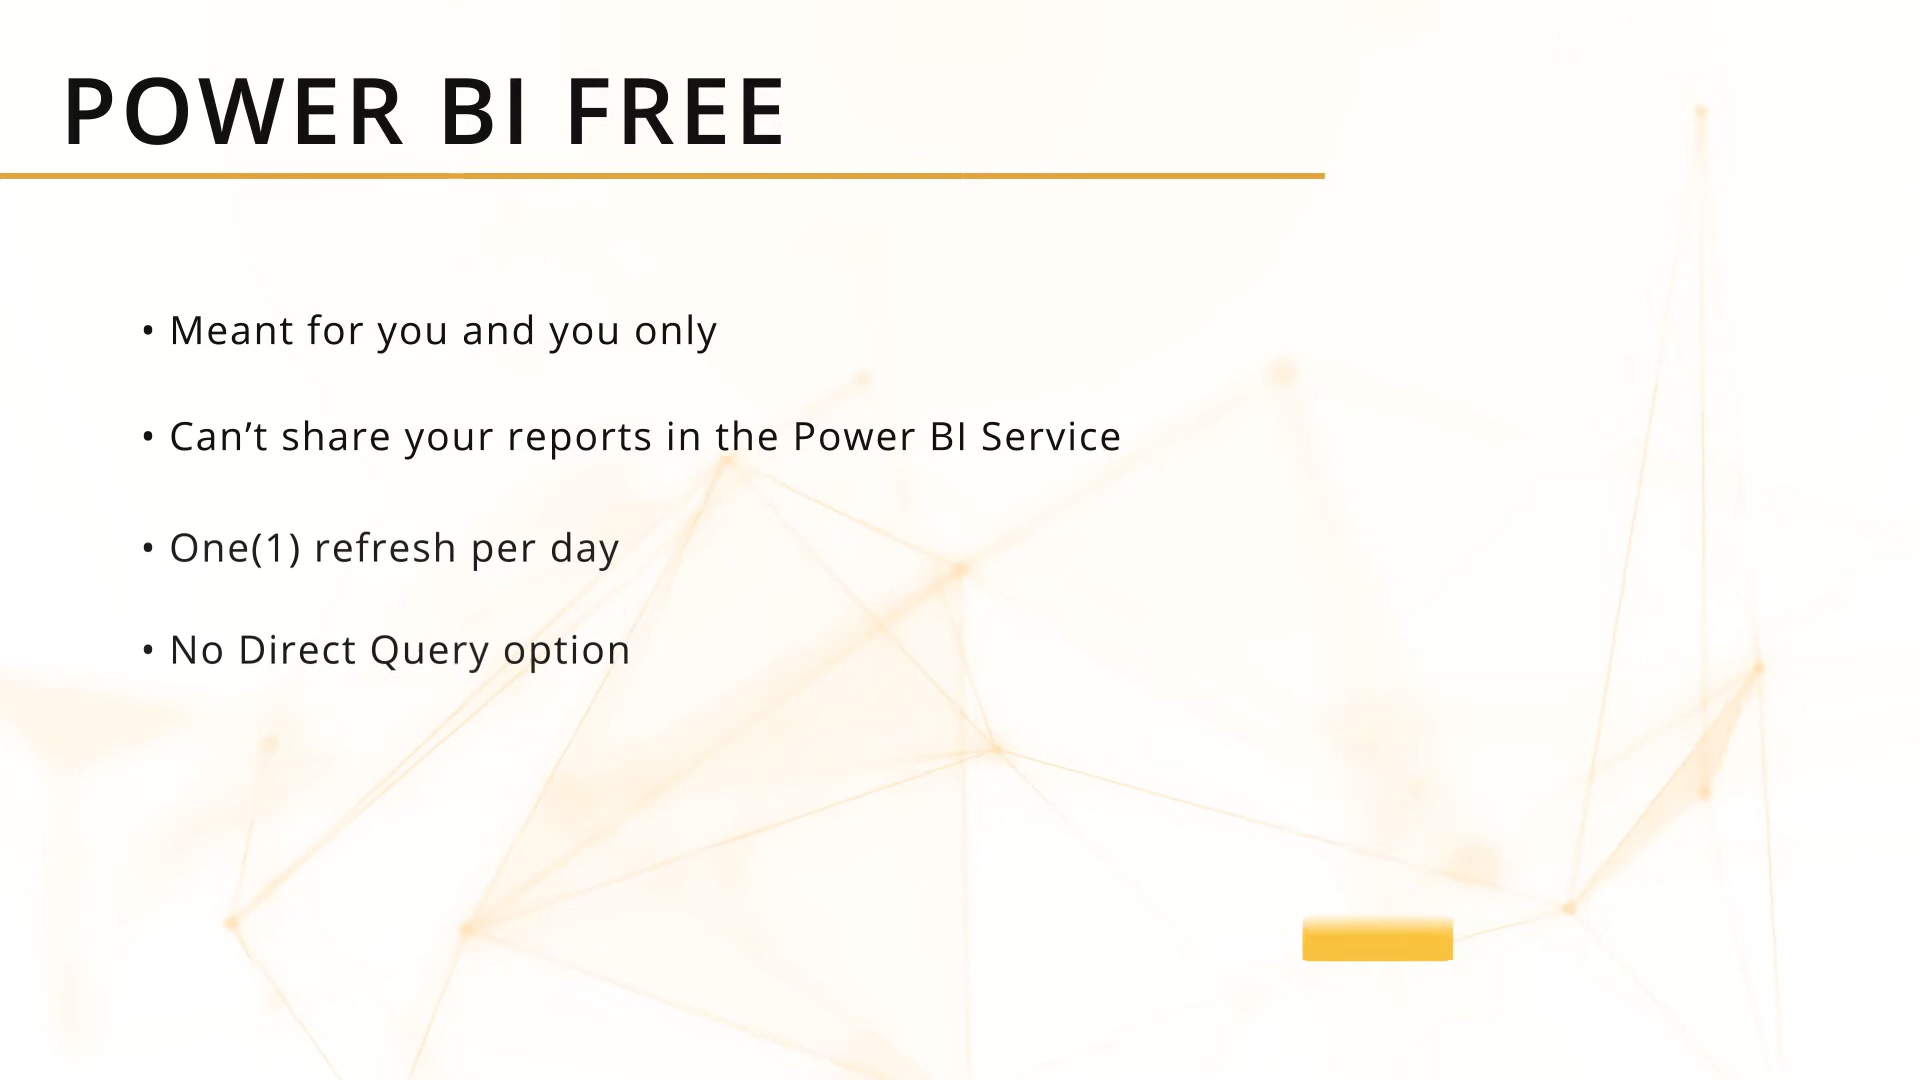 POWER BI FREE
• Meant for you and you only
• Can’t share your reports in the Power BI Service
• One(1) refresh per day
• No Direct Query option